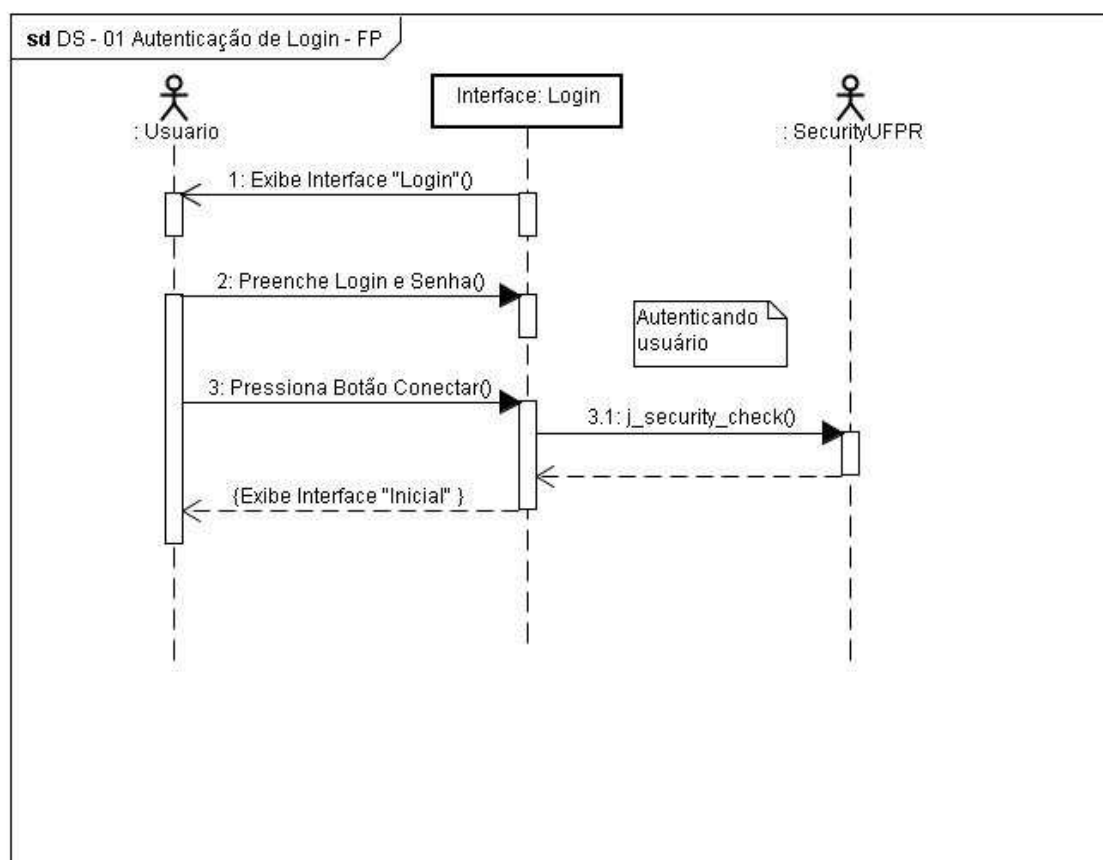 sd DS - 01 Autenticação de Login - FP
: Usuario
Interface: Login
: SecurityUFPR
1: Exibe Interface "Login"()
2: Preenche Login e Senha()
Autenticando
usuário
3: Pressiona Botão Conectar()
3.1: j_security_check()
{Exibe Interface "Inicial" }